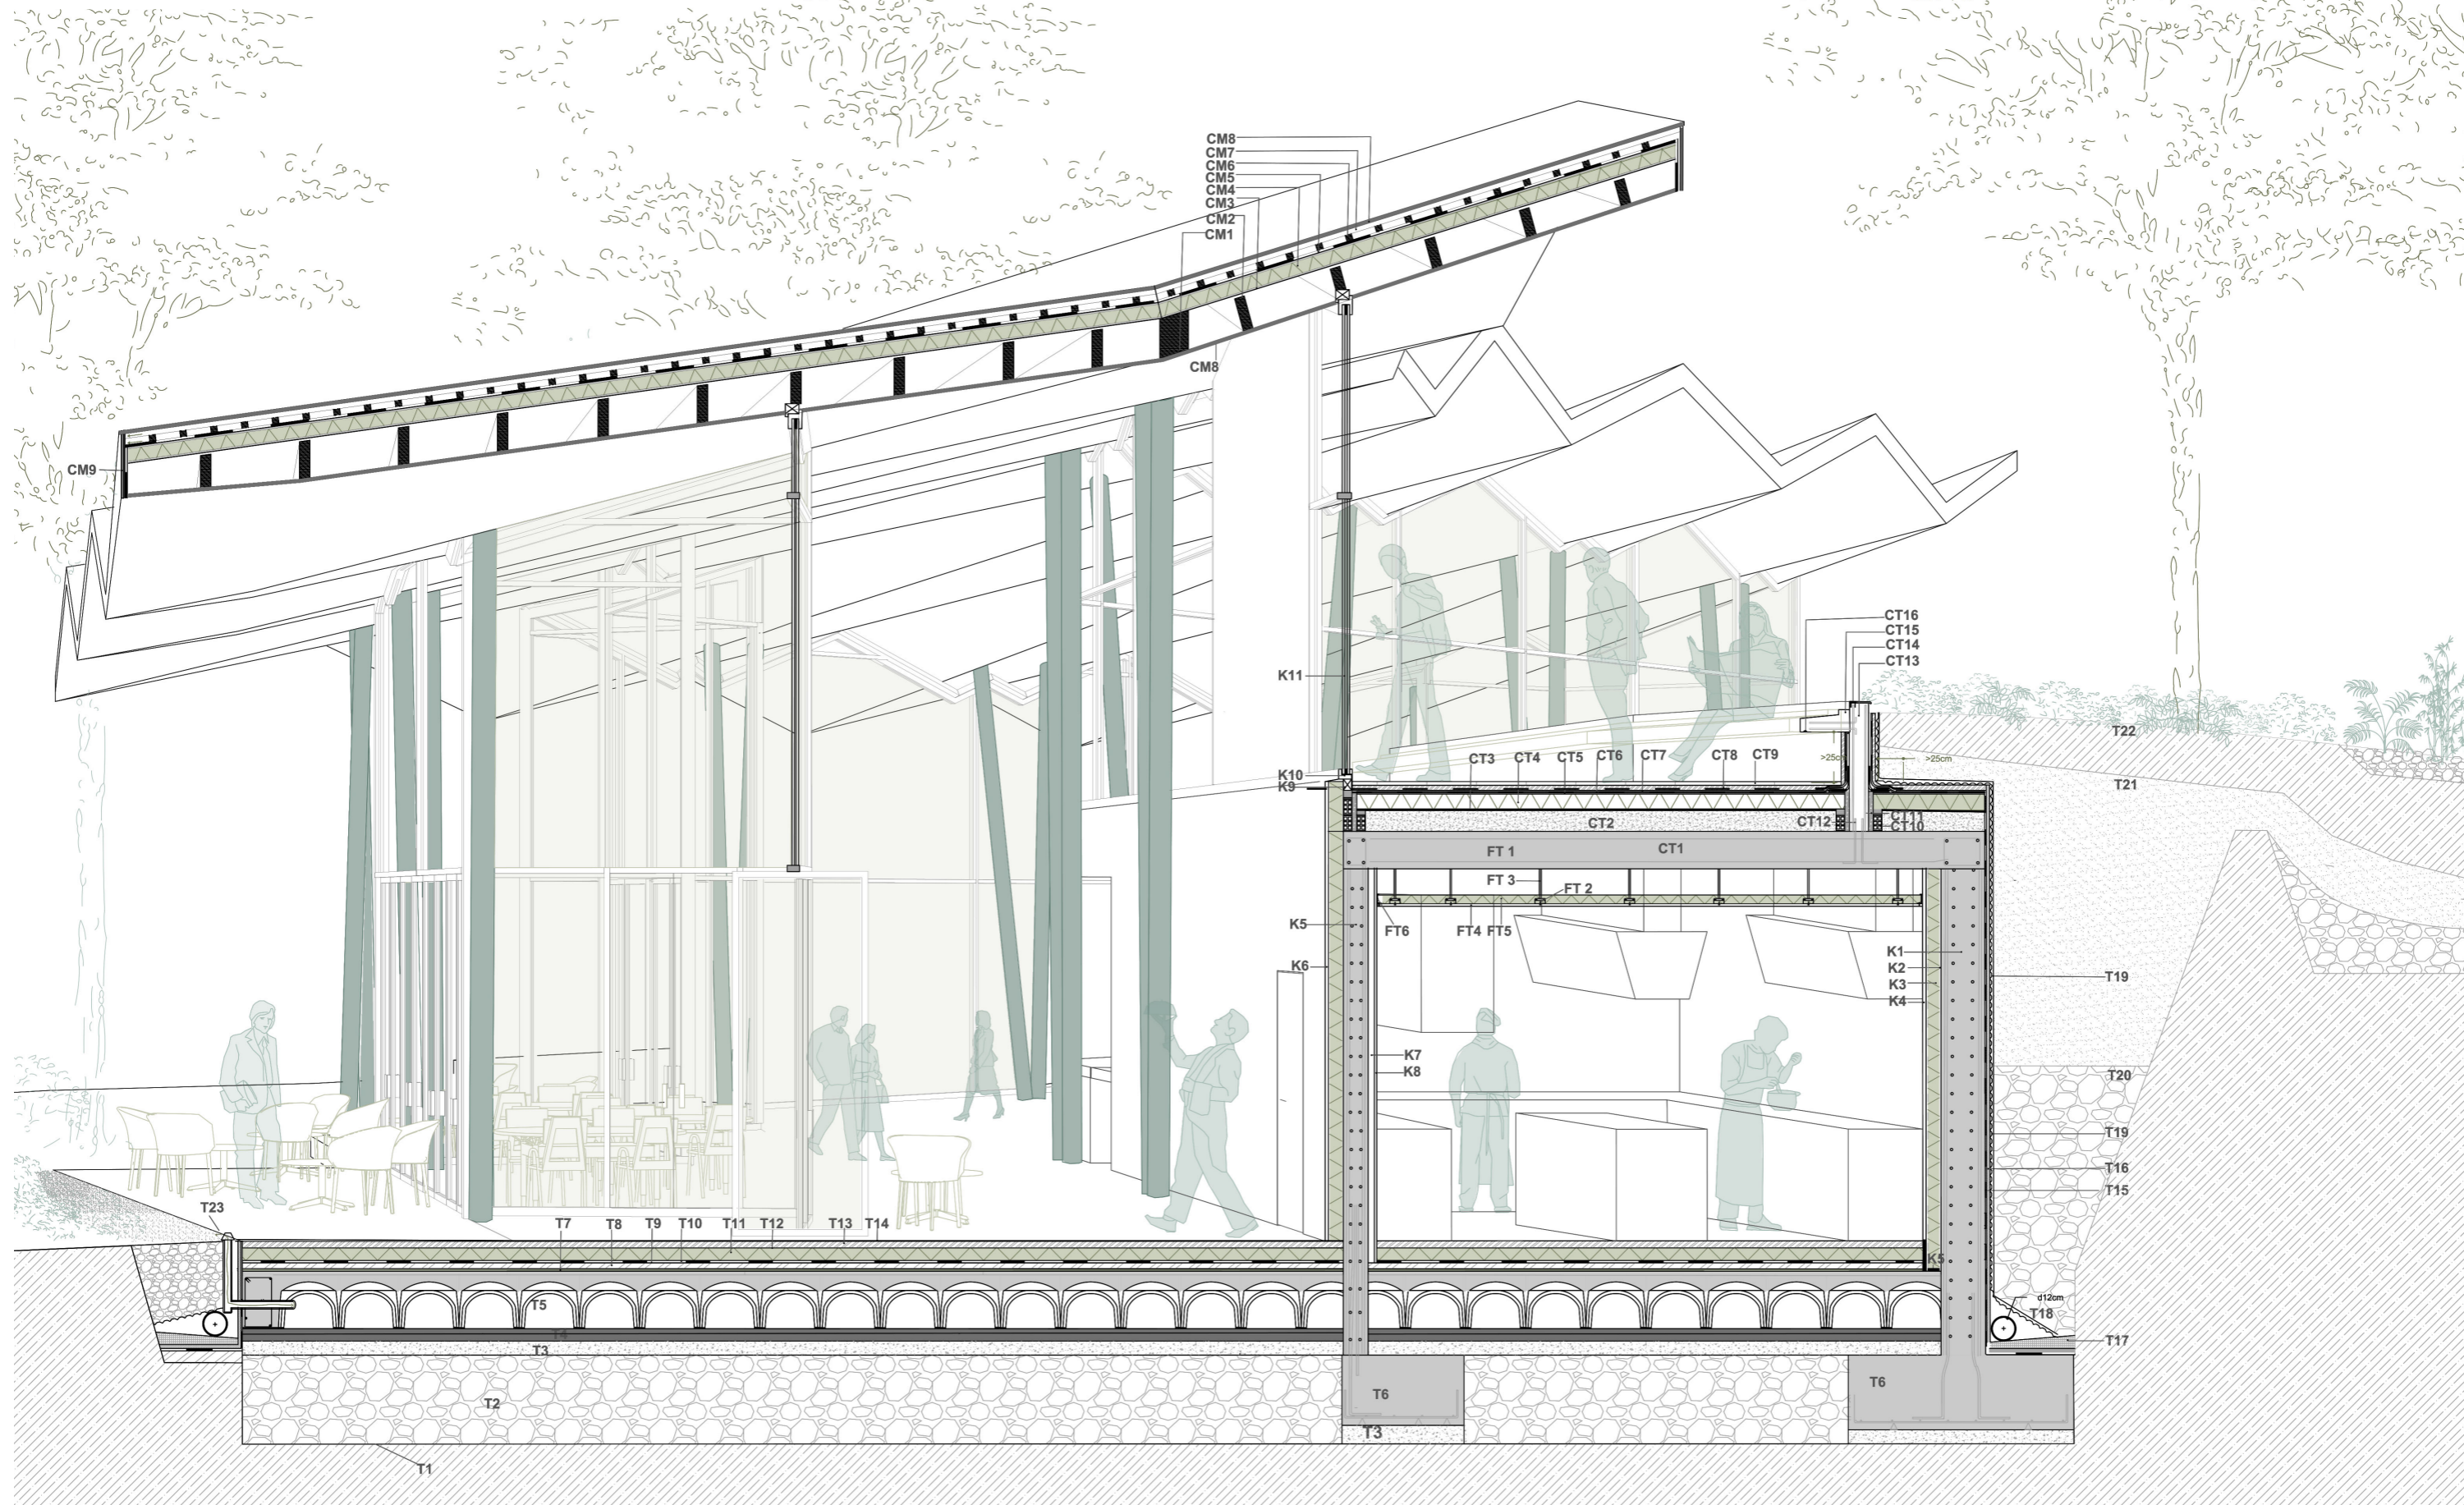 CM8
CM7
CM6
CM5
CM4
CM3
CM2
CM1
CM8
CM9
CT16
CT15
CT14
CT13
K11
T22
K10
K9
CT3 CT4 CT5 CT6 CT7 CT8 CT9
>25cm
>25cm
T21
CT2
CT12
CT11
CT10
FT 1
CT1
FT 3
FT 2
K5
FT6
FT4
FT5
K6
K1
K2
K3
K4
T19
K7
K8
T20
T19
T16
T15
T23
T7 T8 T9 T10 T11 T12 T13 T14
K5
T5
d12cm
T18
T4
T3
T17
T2
T6
T6
T3
T1